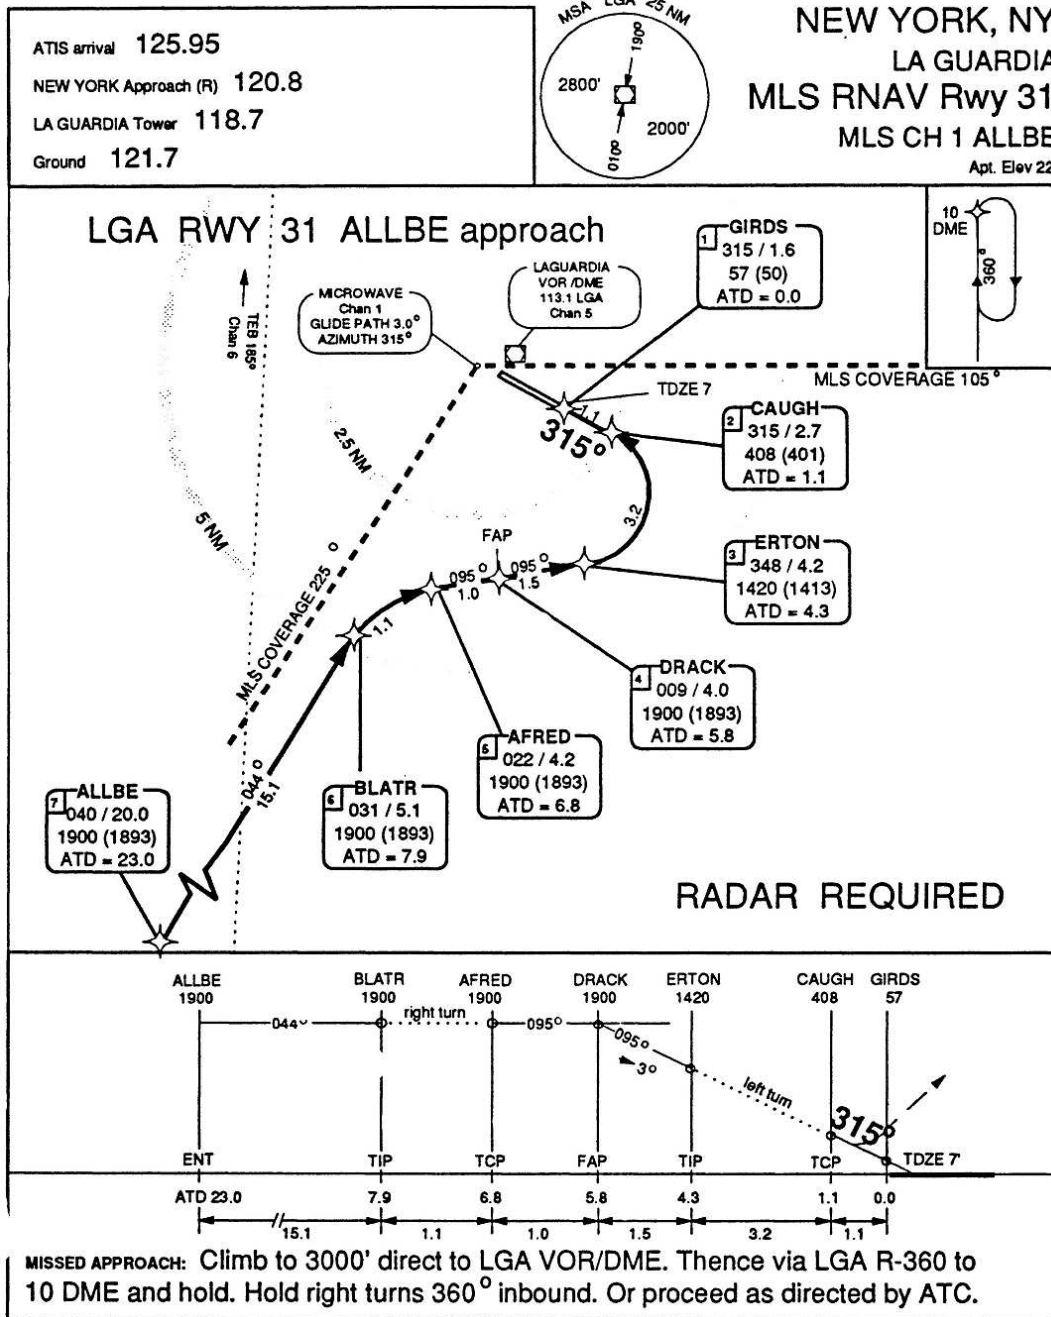 ATIS arrival 125.95
NEW YORK Approach (R) 120.8
LA GUARDIA Tower 118.7
Ground 121.7
MSA LGA 25 NM
190°
2800'
2000'
010°
NEW YORK, NY
LA GUARDIA
MLS RNAV Rwy 31
MLS CH 1 ALLBE
Apt. Elev 22
LGA RWY 31 ALLBE approach
TEB 185°
Chan 6
MICROWAVE
Chan 1
GLIDE PATH 3.0°
AZIMUTH 315°
LAGUARDIA
VOR /DME
113.1 LGA
Chan 5
1
GIRDS
315 / 1.6
57 (50)
ATD = 0.0
10
DME
360°
MLS COVERAGE 105°
TDZE 7
1.1
315°
2
CAUGH
315 / 2.7
408 (401)
ATD = 1.1
2.5 NM
5 NM
3.2
FAP
095°
1.0
095°
1.5
3
ERTON
348 / 4.2
1420 (1413)
ATD = 4.3
MLS COVERAGE 225°
1.1
4
DRACK
009 / 4.0
1900 (1893)
ATD = 5.8
5
AFRED
022 / 4.2
1900 (1893)
ATD = 6.8
044°
15.1
6
BLATR
031 / 5.1
1900 (1893)
ATD = 7.9
7
ALLBE
040 / 20.0
1900 (1893)
ATD = 23.0
RADAR REQUIRED
ALLBE BLATR AFRED DRACK ERTON CAUGH GIRDS
1900 1900 1900 1900 1420 408 57
044° right turn 095°
095°
3°
left turn
315°
ENT TIP TCP FAP TIP TCP TDZE 7'
ATD 23.0 7.9 6.8 5.8 4.3 1.1 0.0
15.1 1.1 1.0 1.5 3.2 1.1
MISSED APPROACH: Climb to 3000' direct to LGA VOR/DME. Thence via LGA R-360 to
10 DME and hold. Hold right turns 360° inbound. Or proceed as directed by ATC.